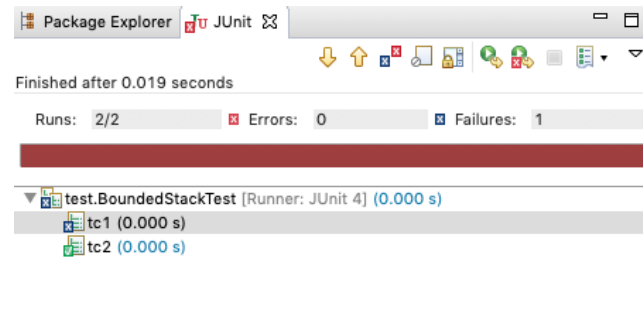 Package Explorer JUnit
Finished after 0.019 seconds
Runs: 2/2 Errors: 0 Failures: 1
test.BoundedStackTest [Runner: JUnit 4] (0.000 s)
tc1 (0.000 s)
tc2 (0.000 s)